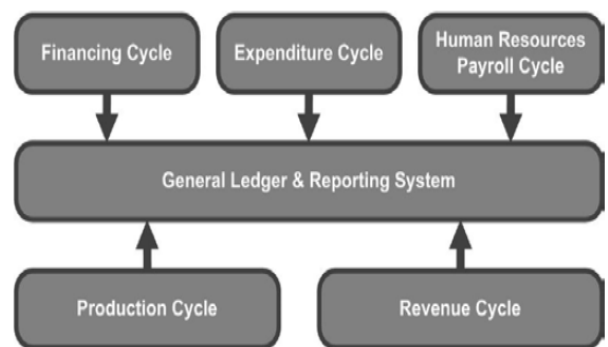 Financing Cycle
Expenditure Cycle
Human Resources
Payroll Cycle
General Ledger & Reporting System
Production Cycle
Revenue Cycle